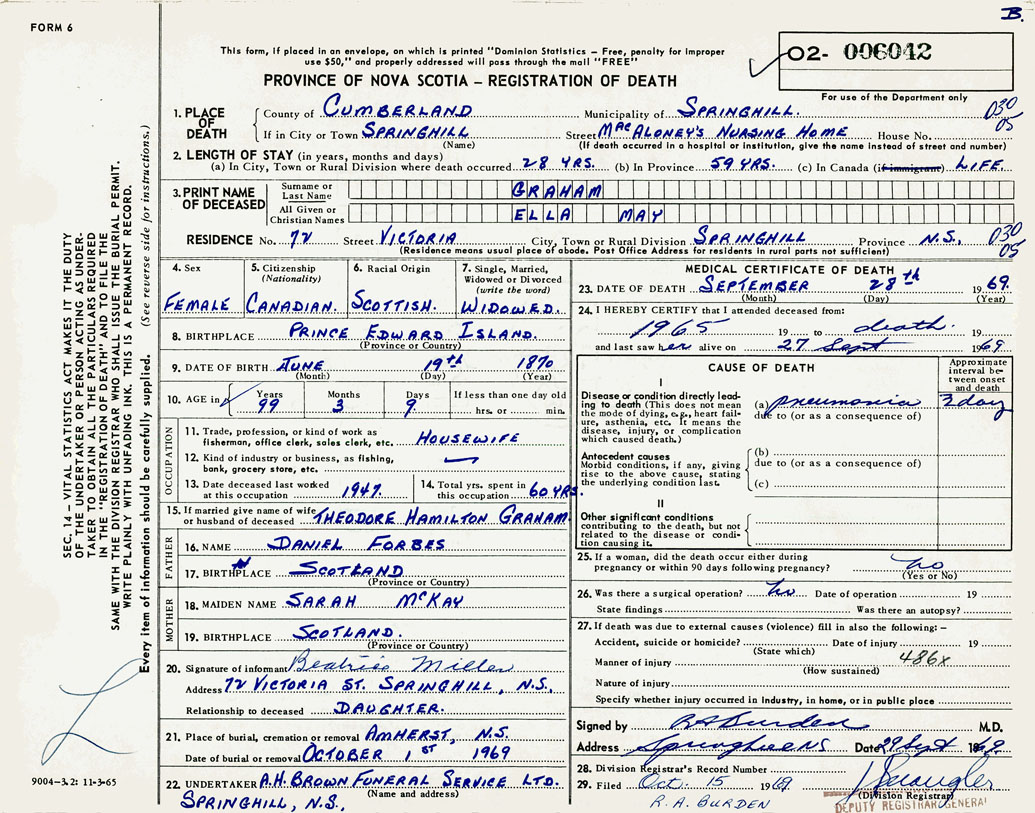 B.
FORM 6
This form, if placed in an envelope, on which is printed "Dominion Statistics – Free, penalty for improper
use $50," and properly addressed will pass through the mail "FREE"
PROVINCE OF NOVA SCOTIA – REGISTRATION OF DEATH
02- 006042
For use of the Department only
SEC. 14 – VITAL STATISTICS ACT MAKES IT THE DUTY
OF THE UNDERTAKER OR PERSON ACTING AS UNDER-
TAKER TO OBTAIN ALL THE PARTICULARS REQUIRED
IN THE "REGISTRATION OF DEATH" AND TO FILE THE
SAME WITH THE DIVISION REGISTRAR WHO SHALL ISSUE THE BURIAL PERMIT.
WRITE PLAINLY WITH UNFADING INK. THIS IS A PERMANENT RECORD.
Every item of information should be carefully supplied. (See reverse side for instructions.)
1. PLACE OF DEATH
County of CUMBERLAND Municipality of SPRINGHILL. 030
If in City or Town SPRINGHILL Street MACALONEY'S NURSING HOME House No. 05
(Name) (If death occurred in a hospital or institution, give the name instead of street and number)
2. LENGTH OF STAY (in years, months and days)
(a) In City, Town or Rural Division where death occurred 28 YRS. (b) In Province 59 YRS. (c) In Canada (if immigrant) LIFE.
3. PRINT NAME OF DECEASED
Surname or Last Name GRAHAM
All Given or Christian Names ELLA MAY
RESIDENCE No. 72 Street VICTORIA City, Town or Rural Division SPRINGHILL Province N.S., 030
(Residence means usual place of abode. Post Office Address for residents in rural parts not sufficient) 05
4. Sex 5. Citizenship (Nationality) 6. Racial Origin 7. Single, Married, Widowed or Divorced (write the word)
FEMALE CANADIAN. SCOTTISH. WIDOWED.
8. BIRTHPLACE PRINCE EDWARD ISLAND.
(Province or Country)
9. DATE OF BIRTH JUNE 19th 1870
(Month) (Day) (Year)
10. AGE in Years Months Days If less than one day old
99 3 9 hrs. or min.
OCCUPATION
11. Trade, profession, or kind of work as
fisherman, office clerk, sales clerk, etc. HOUSEWIFE
12. Kind of industry or business, as fishing,
bank, grocery store, etc. —
13. Date deceased last worked at this occupation 1947. 14. Total yrs. spent in this occupation 60 YRS.
15. If married give name of wife
or husband of deceased THEODORE HAMILTON GRAHAM
FATHER
16. NAME DANIEL FORBES
17. BIRTHPLACE SCOTLAND
(Province or Country)
MOTHER
18. MAIDEN NAME SARAH McKAY
19. BIRTHPLACE SCOTLAND.
(Province or Country)
20. Signature of informant Beatrice Miller
Address 72 VICTORIA ST. SPRINGHILL, N.S.
Relationship to deceased DAUGHTER.
21. Place of burial, cremation or removal AMHERST, N.S.
Date of burial or removal OCTOBER 1ST 1969
22. UNDERTAKER A.H. BROWN FUNERAL SERVICE LTD.
(Name and address)
SPRINGHILL, N.S.,
9004–3.2: 11-3-65
MEDICAL CERTIFICATE OF DEATH
23. DATE OF DEATH SEPTEMBER 28th 1969.
(Month) (Day) (Year)
24. I HEREBY CERTIFY that I attended deceased from:
1965 19 to death. 19
and last saw her alive on 27 Sept 1969
CAUSE OF DEATH
Approximate interval between onset and death
I
Disease or condition directly leading to death (This does not mean the mode of dying, e.g., heart failure, asthenia, etc. It means the disease, injury, or complication which caused death.)
(a) pneumonia 3 day
due to (or as a consequence of)
Antecedent causes
Morbid conditions, if any, giving rise to the above cause, stating the underlying condition last.
(b)
due to (or as a consequence of)
(c)
II
Other significant conditions
contributing to the death, but not related to the disease or condition causing it.
25. If a woman, did the death occur either during
pregnancy or within 90 days following pregnancy? no
(Yes or No)
26. Was there a surgical operation? no Date of operation 19
State findings Was there an autopsy?
27. If death was due to external causes (violence) fill in also the following: –
Accident, suicide or homicide? Date of injury 19
(State which)
Manner of injury 486x
(How sustained)
Nature of injury
Specify whether injury occurred in industry, in home, or in public place
Signed by Burden M.D.
Address Date 29 Sept 1969
28. Division Registrar's Record Number
29. Filed Oct. 15 1969
(Division Registrar)
R. A. BURDEN
DEPUTY REGISTRAR GENERAL